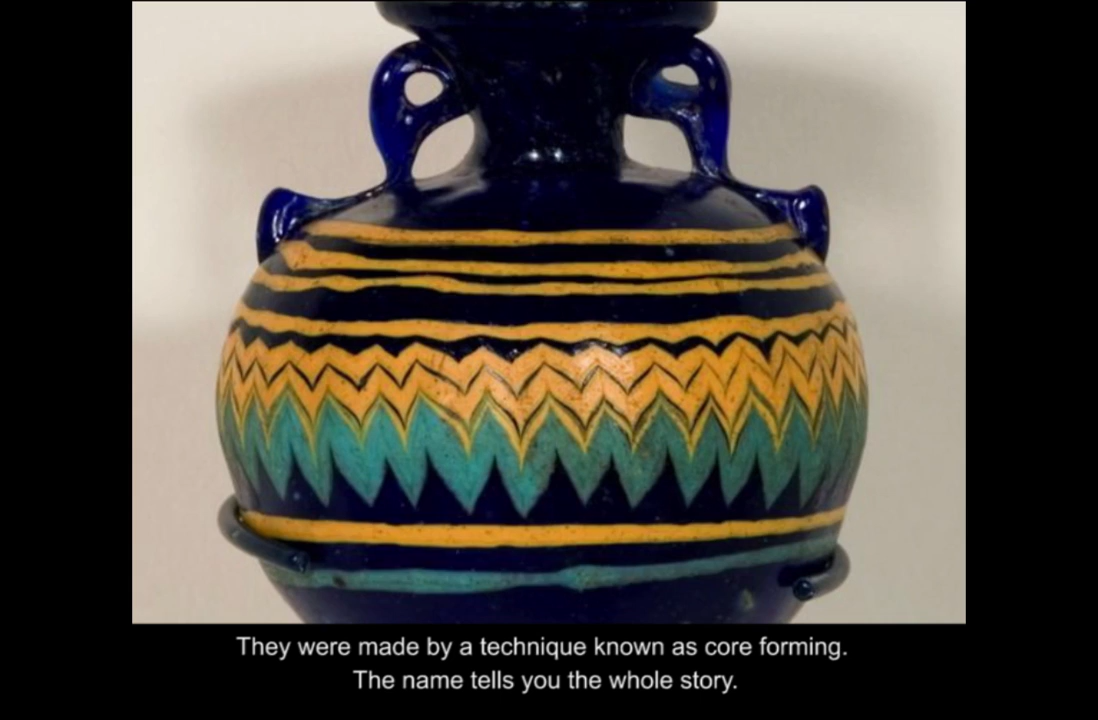 They were made by a technique known as core forming.
The name tells you the whole story.